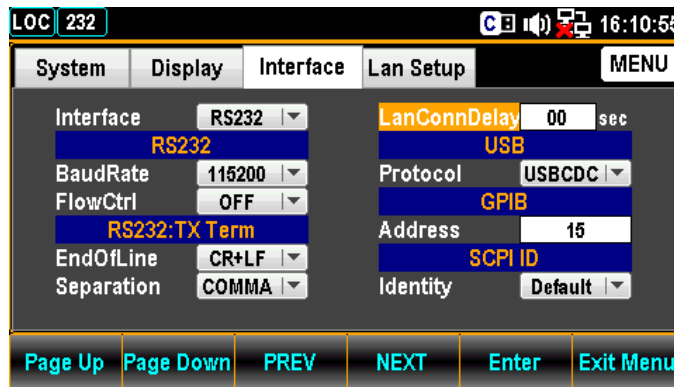 LOC 232 C 16:10:55
System Display Interface Lan Setup MENU
Interface RS232
RS232
BaudRate 115200
FlowCtrl OFF
RS232:TX Term
EndOfLine CR+LF
Separation COMMA
LanConnDelay 00 sec
USB
Protocol USBCDC
GPIB
Address 15
SCPI ID
Identity Default
Page Up Page Down PREV NEXT Enter Exit Menu